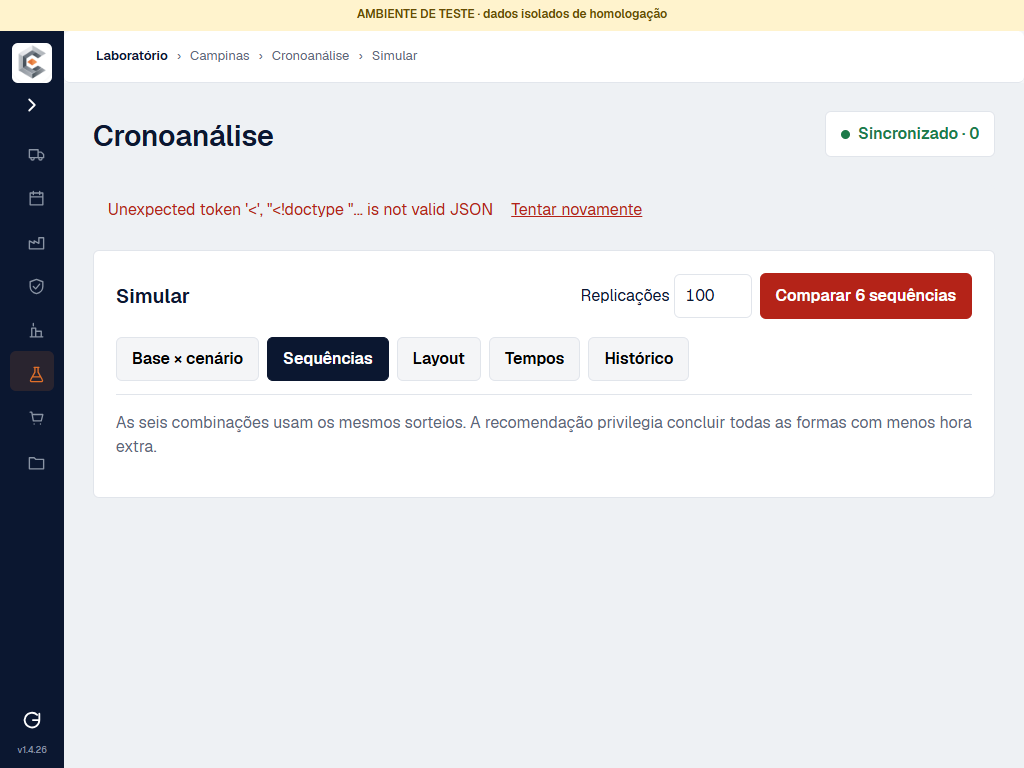 AMBIENTE DE TESTE · dados isolados de homologação
Laboratório › Campinas › Cronoanálise › Simular
Cronoanálise
Sincronizado · 0
Unexpected token '<', "<!doctype "... is not valid JSON Tentar novamente
Simular
Replicações 100 Comparar 6 sequências
Base × cenário Sequências Layout Tempos Histórico
As seis combinações usam os mesmos sorteios. A recomendação privilegia concluir todas as formas com menos hora
extra.
v1.4.26